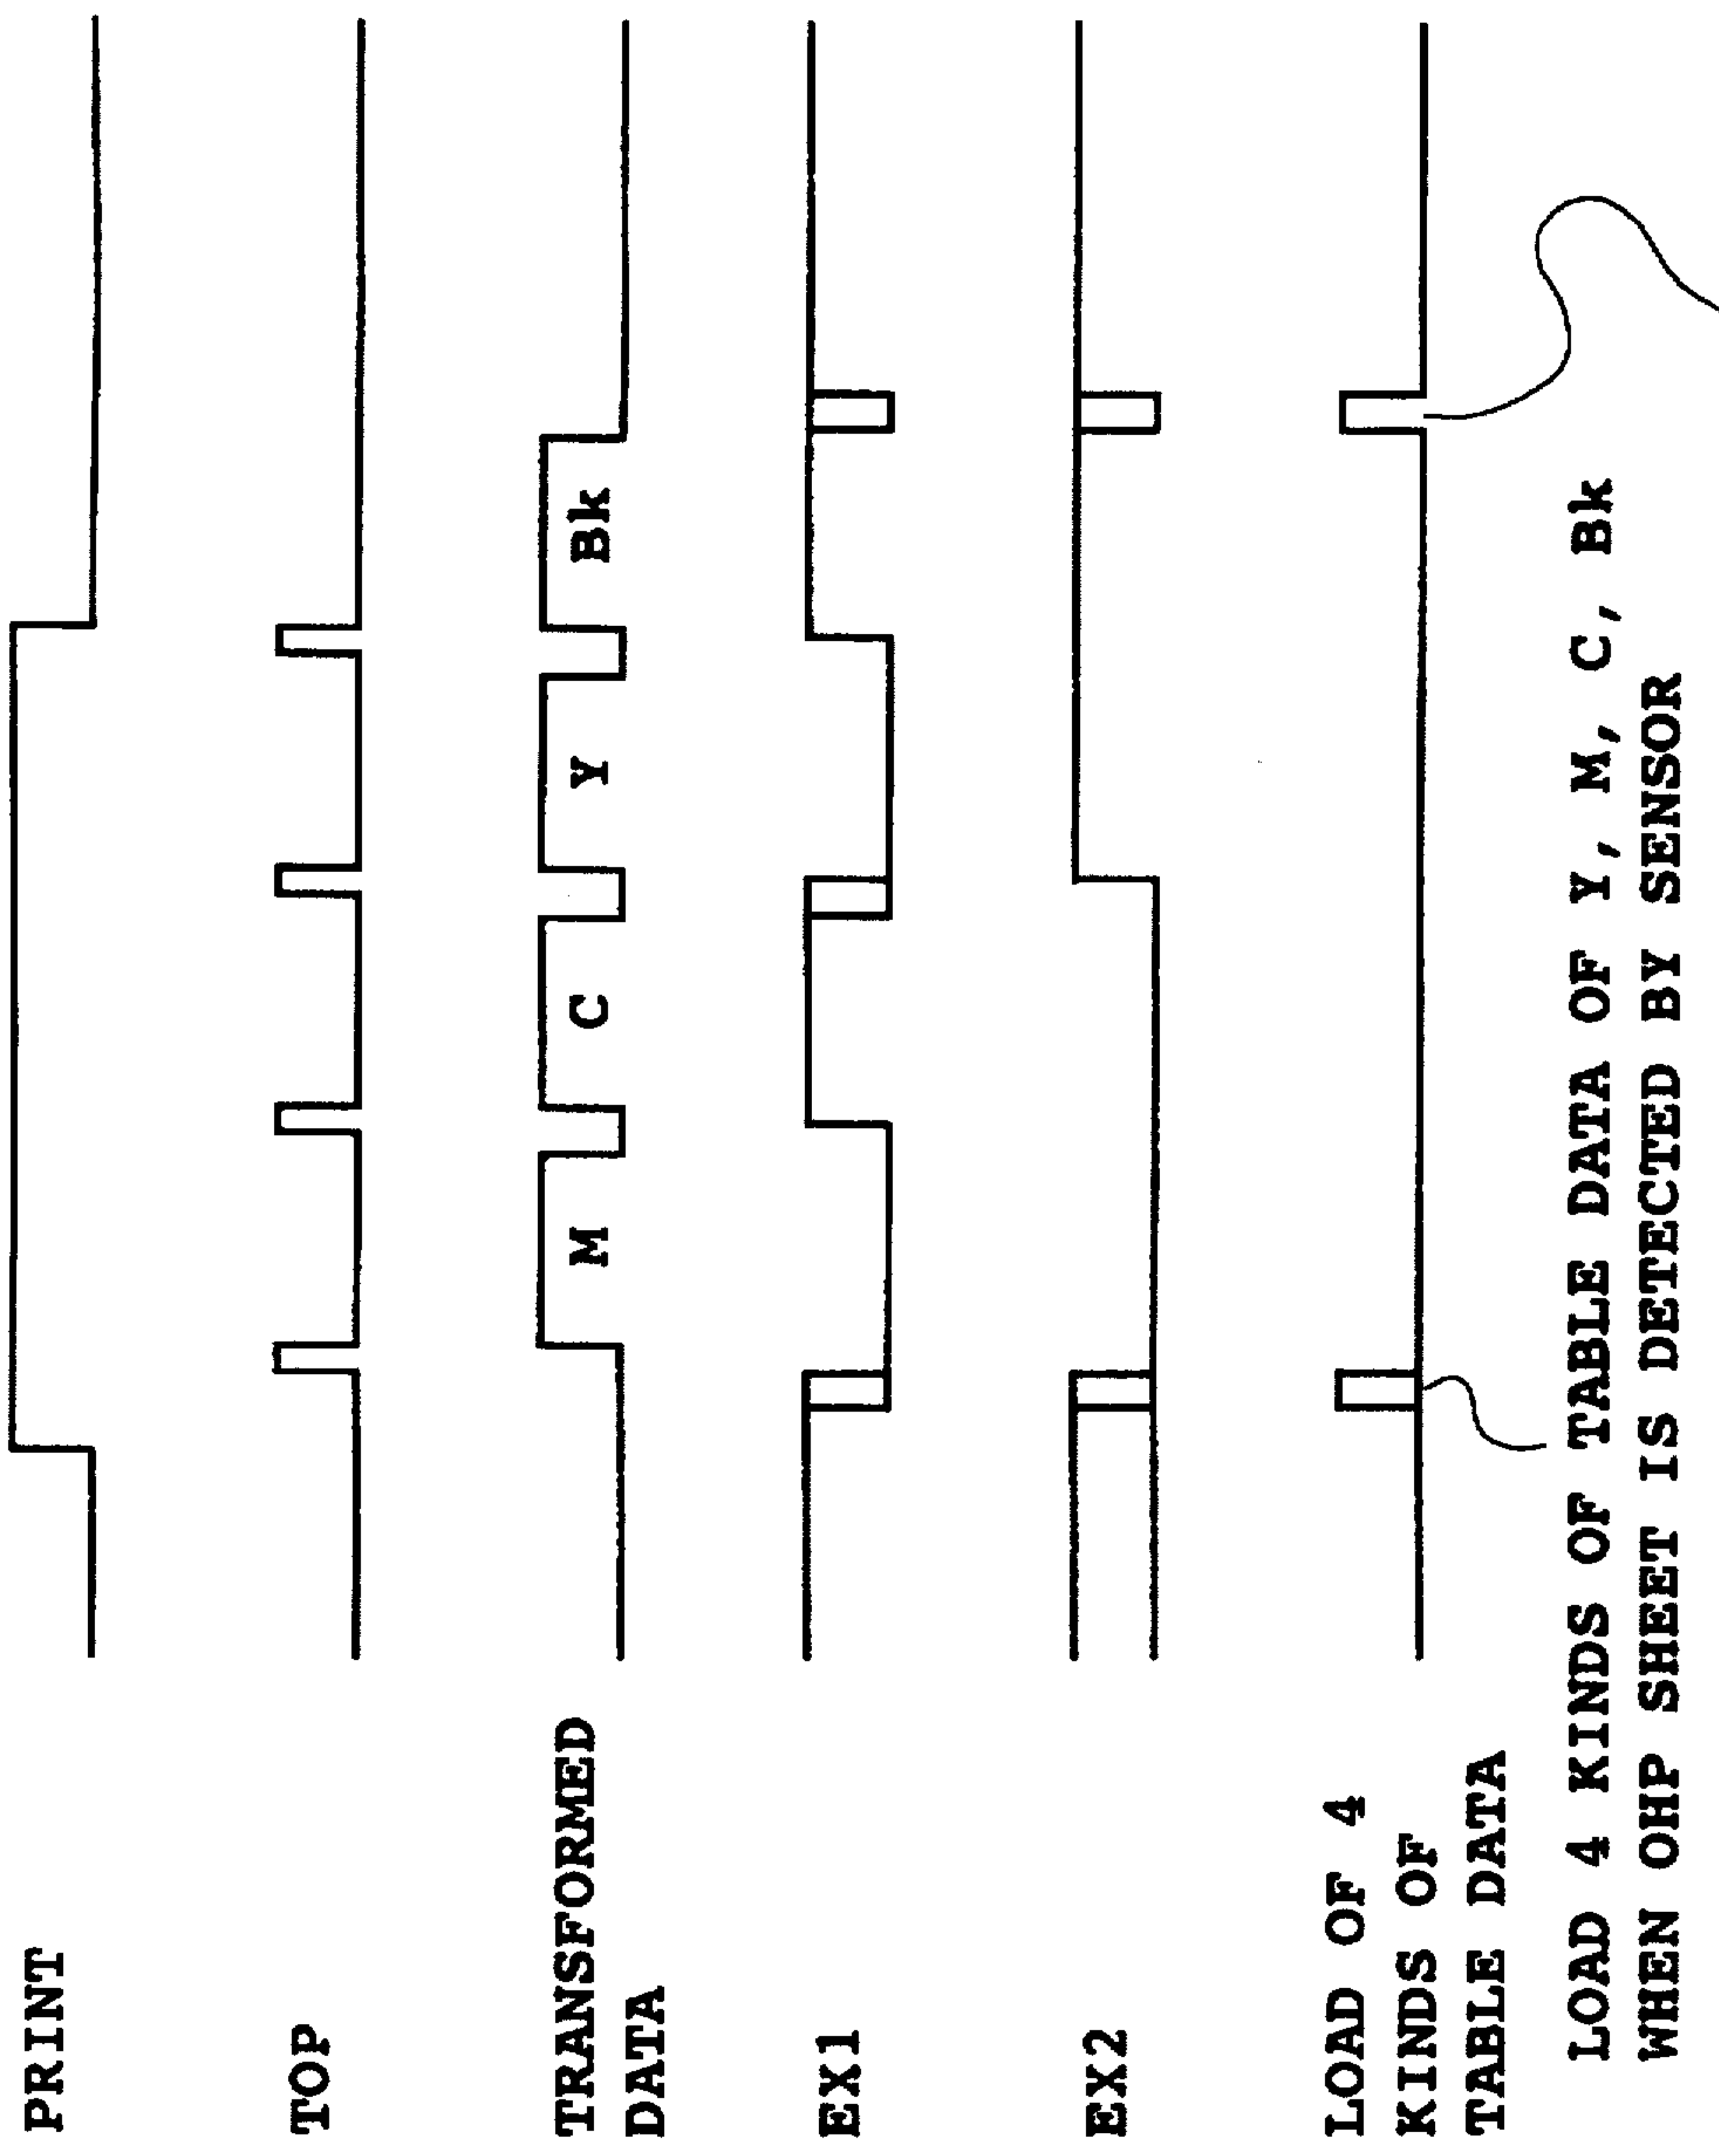 PRINT
TOP
TRANSFORMED
DATA
M C Y Bk
EX1
EX2
LOAD OF 4
KINDS OF
TABLE DATA
LOAD 4 KINDS OF TABLE DATA OF Y, M, C, Bk
WHEN OHP SHEET IS DETECTED BY SENSOR